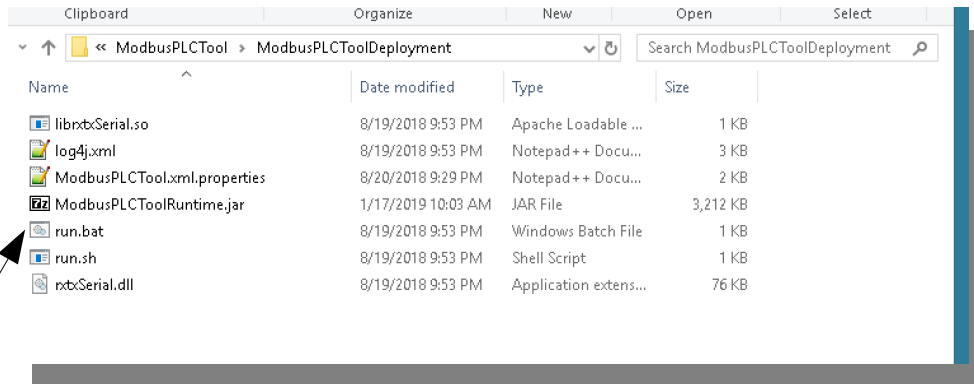 Clipboard Organize New Open Select
« ModbusPLCTool > ModbusPLCToolDeployment Search ModbusPLCToolDeployment
Name Date modified Type Size
librxtxSerial.so 8/19/2018 9:53 PM Apache Loadable ... 1 KB
log4j.xml 8/19/2018 9:53 PM Notepad++ Docu... 3 KB
ModbusPLCTool.xml.properties 8/20/2018 9:29 PM Notepad++ Docu... 2 KB
ModbusPLCToolRuntime.jar 1/17/2019 10:03 AM JAR File 3,212 KB
run.bat 8/19/2018 9:53 PM Windows Batch File 1 KB
run.sh 8/19/2018 9:53 PM Shell Script 1 KB
rxtxSerial.dll 8/19/2018 9:53 PM Application extens... 76 KB